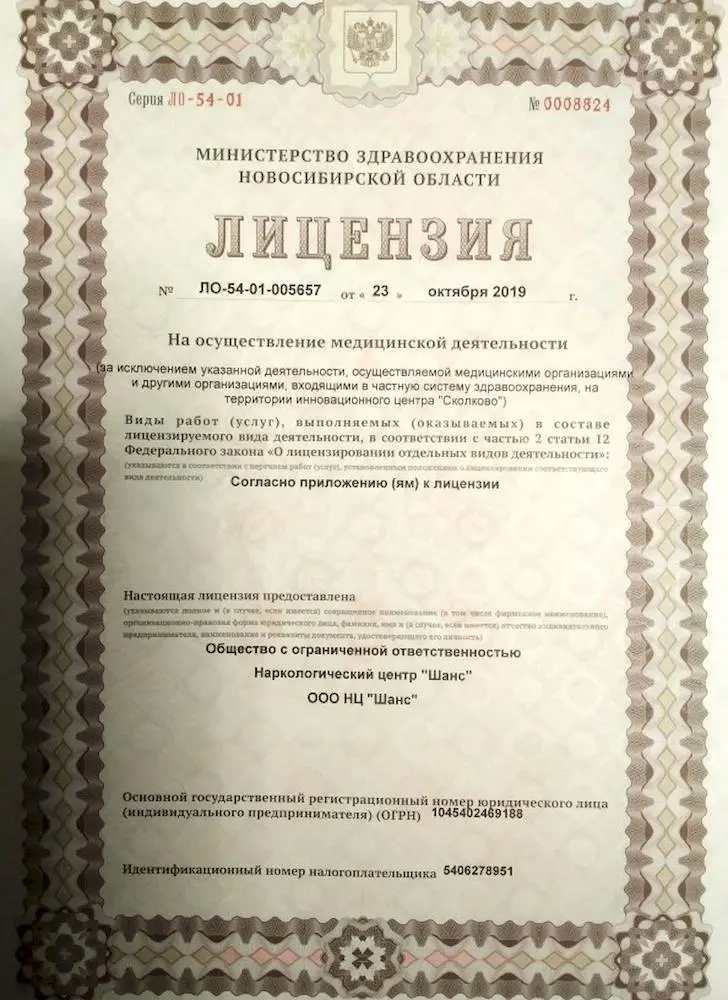 Серия ЛО-54-01
№ 0008824
МИНИСТЕРСТВО ЗДРАВООХРАНЕНИЯ
НОВОСИБИРСКОЙ ОБЛАСТИ
ЛИЦЕНЗИЯ
№ ЛО-54-01-005657 от « 23 » октября 2019 г.
На осуществление медицинской деятельности
(за исключением указанной деятельности, осуществляемой медицинскими организациями
и другими организациями, входящими в частную систему здравоохранения, на
территории инновационного центра "Сколково")
Виды работ (услуг), выполняемых (оказываемых) в составе
лицензируемого вида деятельности, в соответствии с частью 2 статьи 12
Федерального закона «О лицензировании отдельных видов деятельности»:
(указываются в соответствии с перечнем работ (услуг), установленным положением о лицензировании соответствующего
вида деятельности)
Согласно приложению (ям) к лицензии
Настоящая лицензия предоставлена
(указываются полное и (в случае, если имеется) сокращенное наименование (в том числе фирменное наименование),
организационно-правовая форма юридического лица, фамилия, имя и (в случае, если имеется) отчество индивидуального
предпринимателя, наименование и реквизиты документа, удостоверяющего его личность)
Общество с ограниченной ответственностью
Наркологический центр "Шанс"
ООО НЦ "Шанс"
Основной государственный регистрационный номер юридического лица
(индивидуального предпринимателя) (ОГРН) 1045402469188
Идентификационный номер налогоплательщика 5406278951